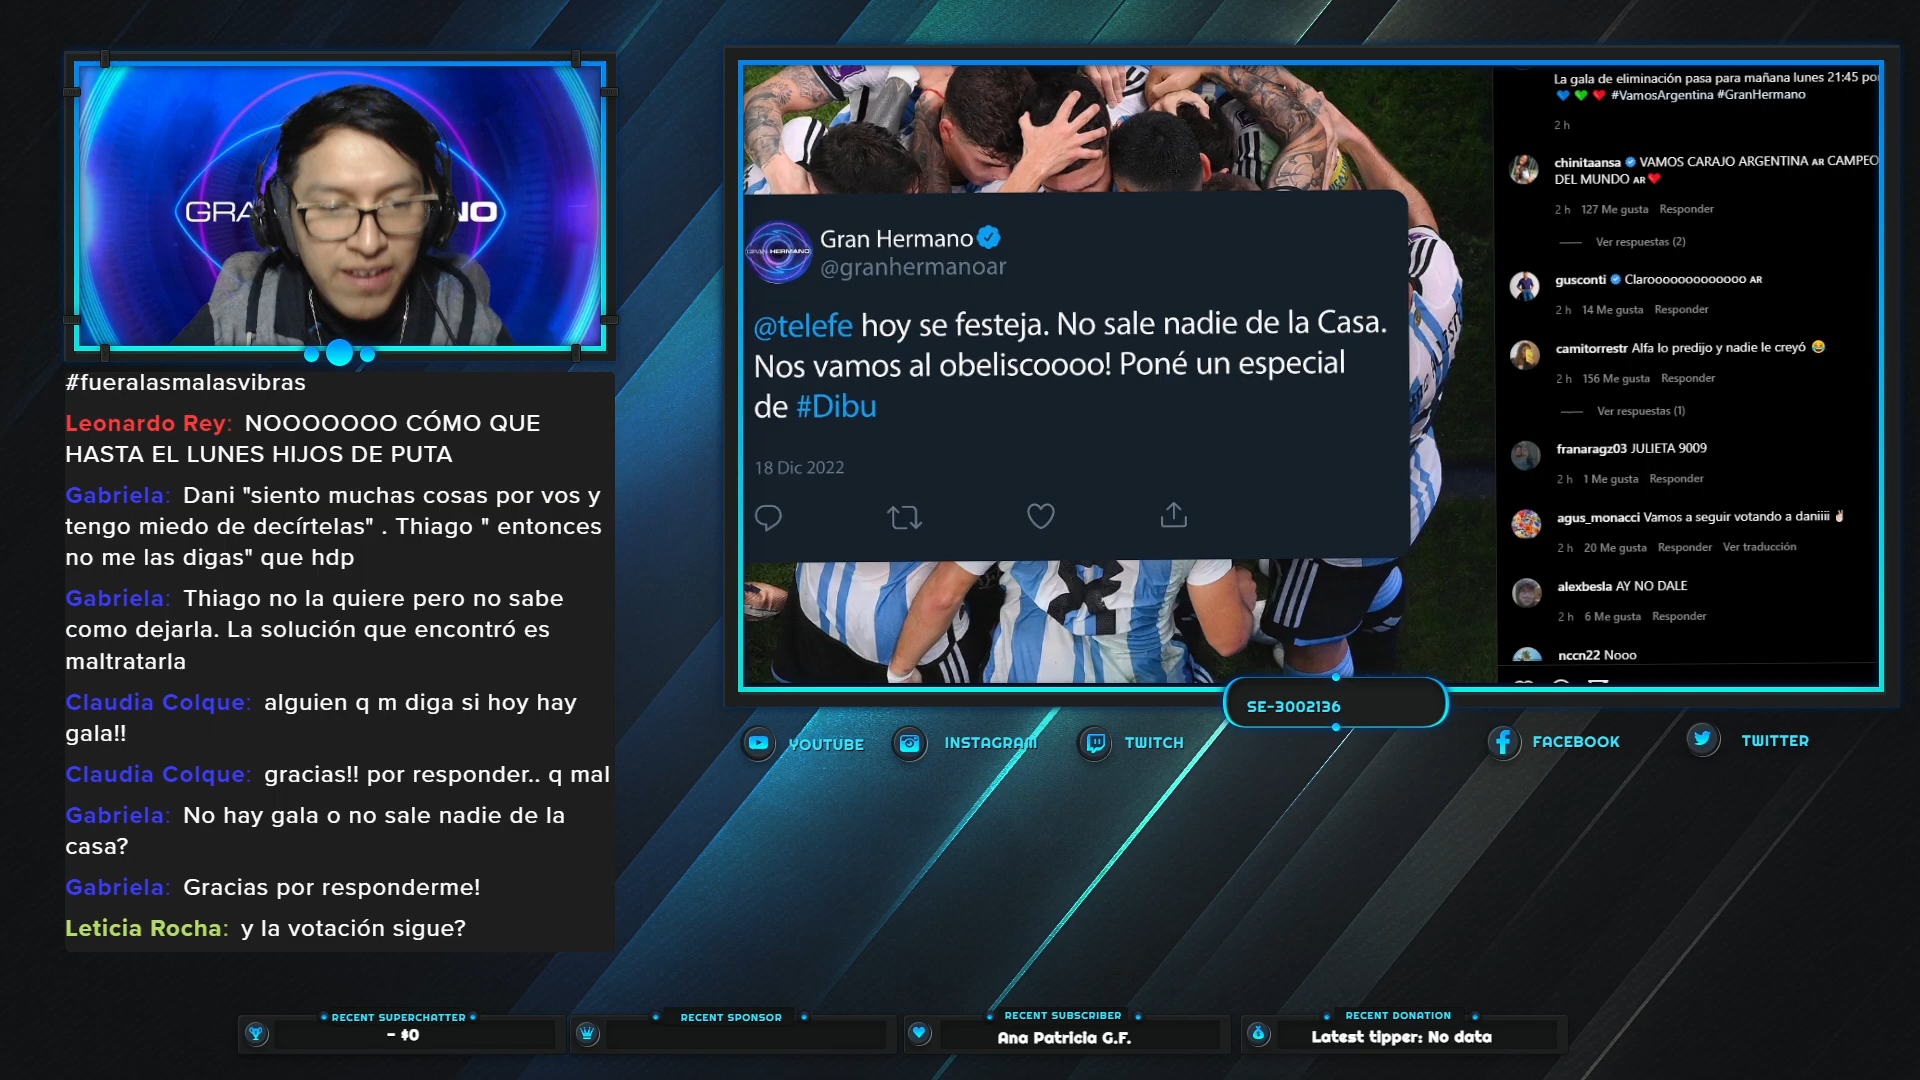 GRA
NO
#fueralasmalasvibras
Leonardo Rey: NOOOOOOO CÓMO QUE
HASTA EL LUNES HIJOS DE PUTA
Gabriela: Dani "siento muchas cosas por vos y
tengo miedo de decírtelas" . Thiago " entonces
no me las digas" que hdp
Gabriela: Thiago no la quiere pero no sabe
como dejarla. La solución que encontró es
maltratarla
Claudia Colque: alguien q m diga si hoy hay
gala!!
Claudia Colque: gracias!! por responder.. q mal
Gabriela: No hay gala o no sale nadie de la
casa?
Gabriela: Gracias por responderme!
Leticia Rocha: y la votación sigue?
GRAN HERMANO
Gran Hermano
@granhermanoar
@telefe hoy se festeja. No sale nadie de la Casa.
Nos vamos al obeliscoooo! Poné un especial
de #Dibu
18 Dic 2022
La gala de eliminación pasa para mañana lunes 21:45 por
💙 💚 ❤️ #VamosArgentina #GranHermano
2 h
chinitaansa VAMOS CARAJO ARGENTINA AR CAMPEO
DEL MUNDO AR ❤️
2 h 127 Me gusta Responder
Ver respuestas (2)
gusconti Clarooooooooooooo AR
2 h 14 Me gusta Responder
camitorrestr Alfa lo predijo y nadie le creyó 😂
2 h 156 Me gusta Responder
Ver respuestas (1)
franaragz03 JULIETA 9009
2 h 1 Me gusta Responder
agus_monacci Vamos a seguir votando a daniiii ✌🏻
2 h 20 Me gusta Responder Ver traducción
alexbesla AY NO DALE
2 h 6 Me gusta Responder
nccn22 Nooo
SE-3002136
YOUTUBE INSTAGRAM TWITCH FACEBOOK TWITTER
RECENT SUPERCHATTER
- $0
RECENT SPONSOR
RECENT SUBSCRIBER
Ana Patricia G.F.
RECENT DONATION
Latest tipper: No data